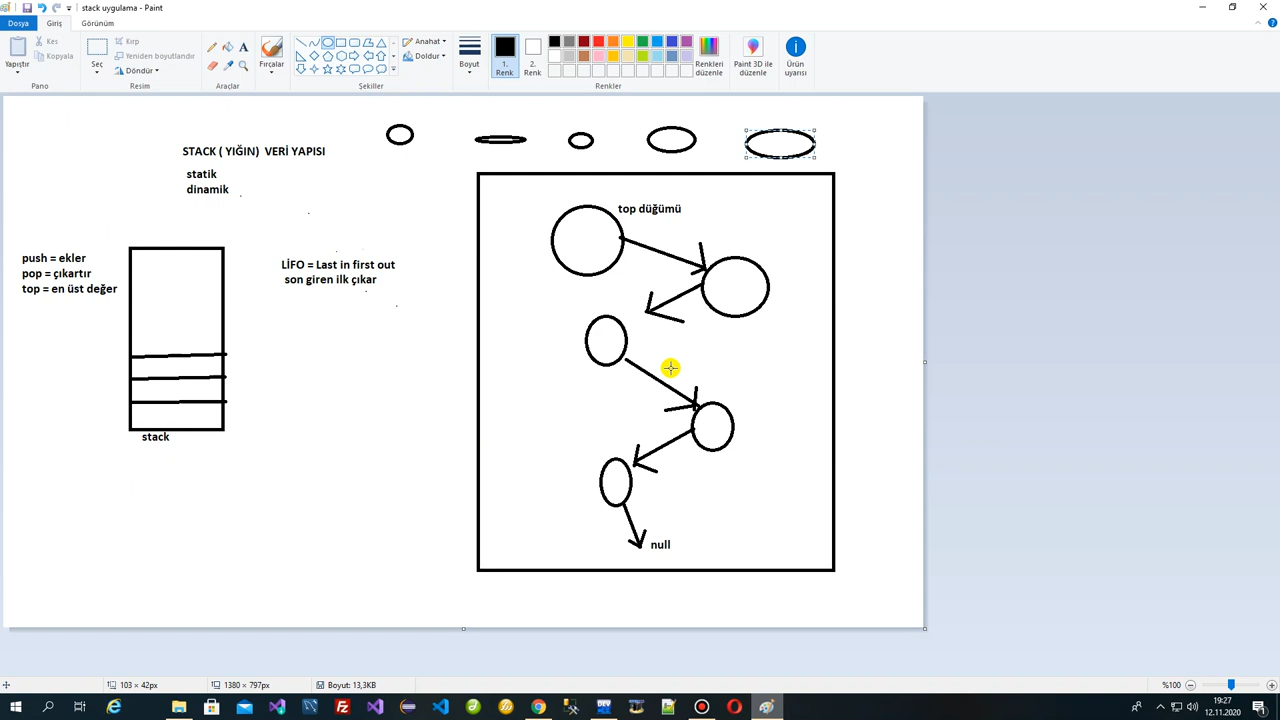 stack uygulama - Paint
Dosya
Giriş
Görünüm
Yapıştır
Kes
Kopyala
Pano
Seç
Kırp
Yeniden boyutlandır
Döndür
Resim
A
Araçlar
Fırçalar
Anahat
Doldur
Şekiller
Boyut
1.
Renk
2.
Renk
Renkleri
düzenle
Renkler
Paint 3D ile
düzenle
Ürün
uyarısı
STACK ( YIĞIN) VERİ YAPISI
statik
dinamik
push = ekler
pop = çıkartır
top = en üst değer
LİFO = Last in first out
son giren ilk çıkar
stack
top düğümü
null
103 × 42px
1380 × 797px
Boyut: 13,3KB
%100
19:27
12.11.2020